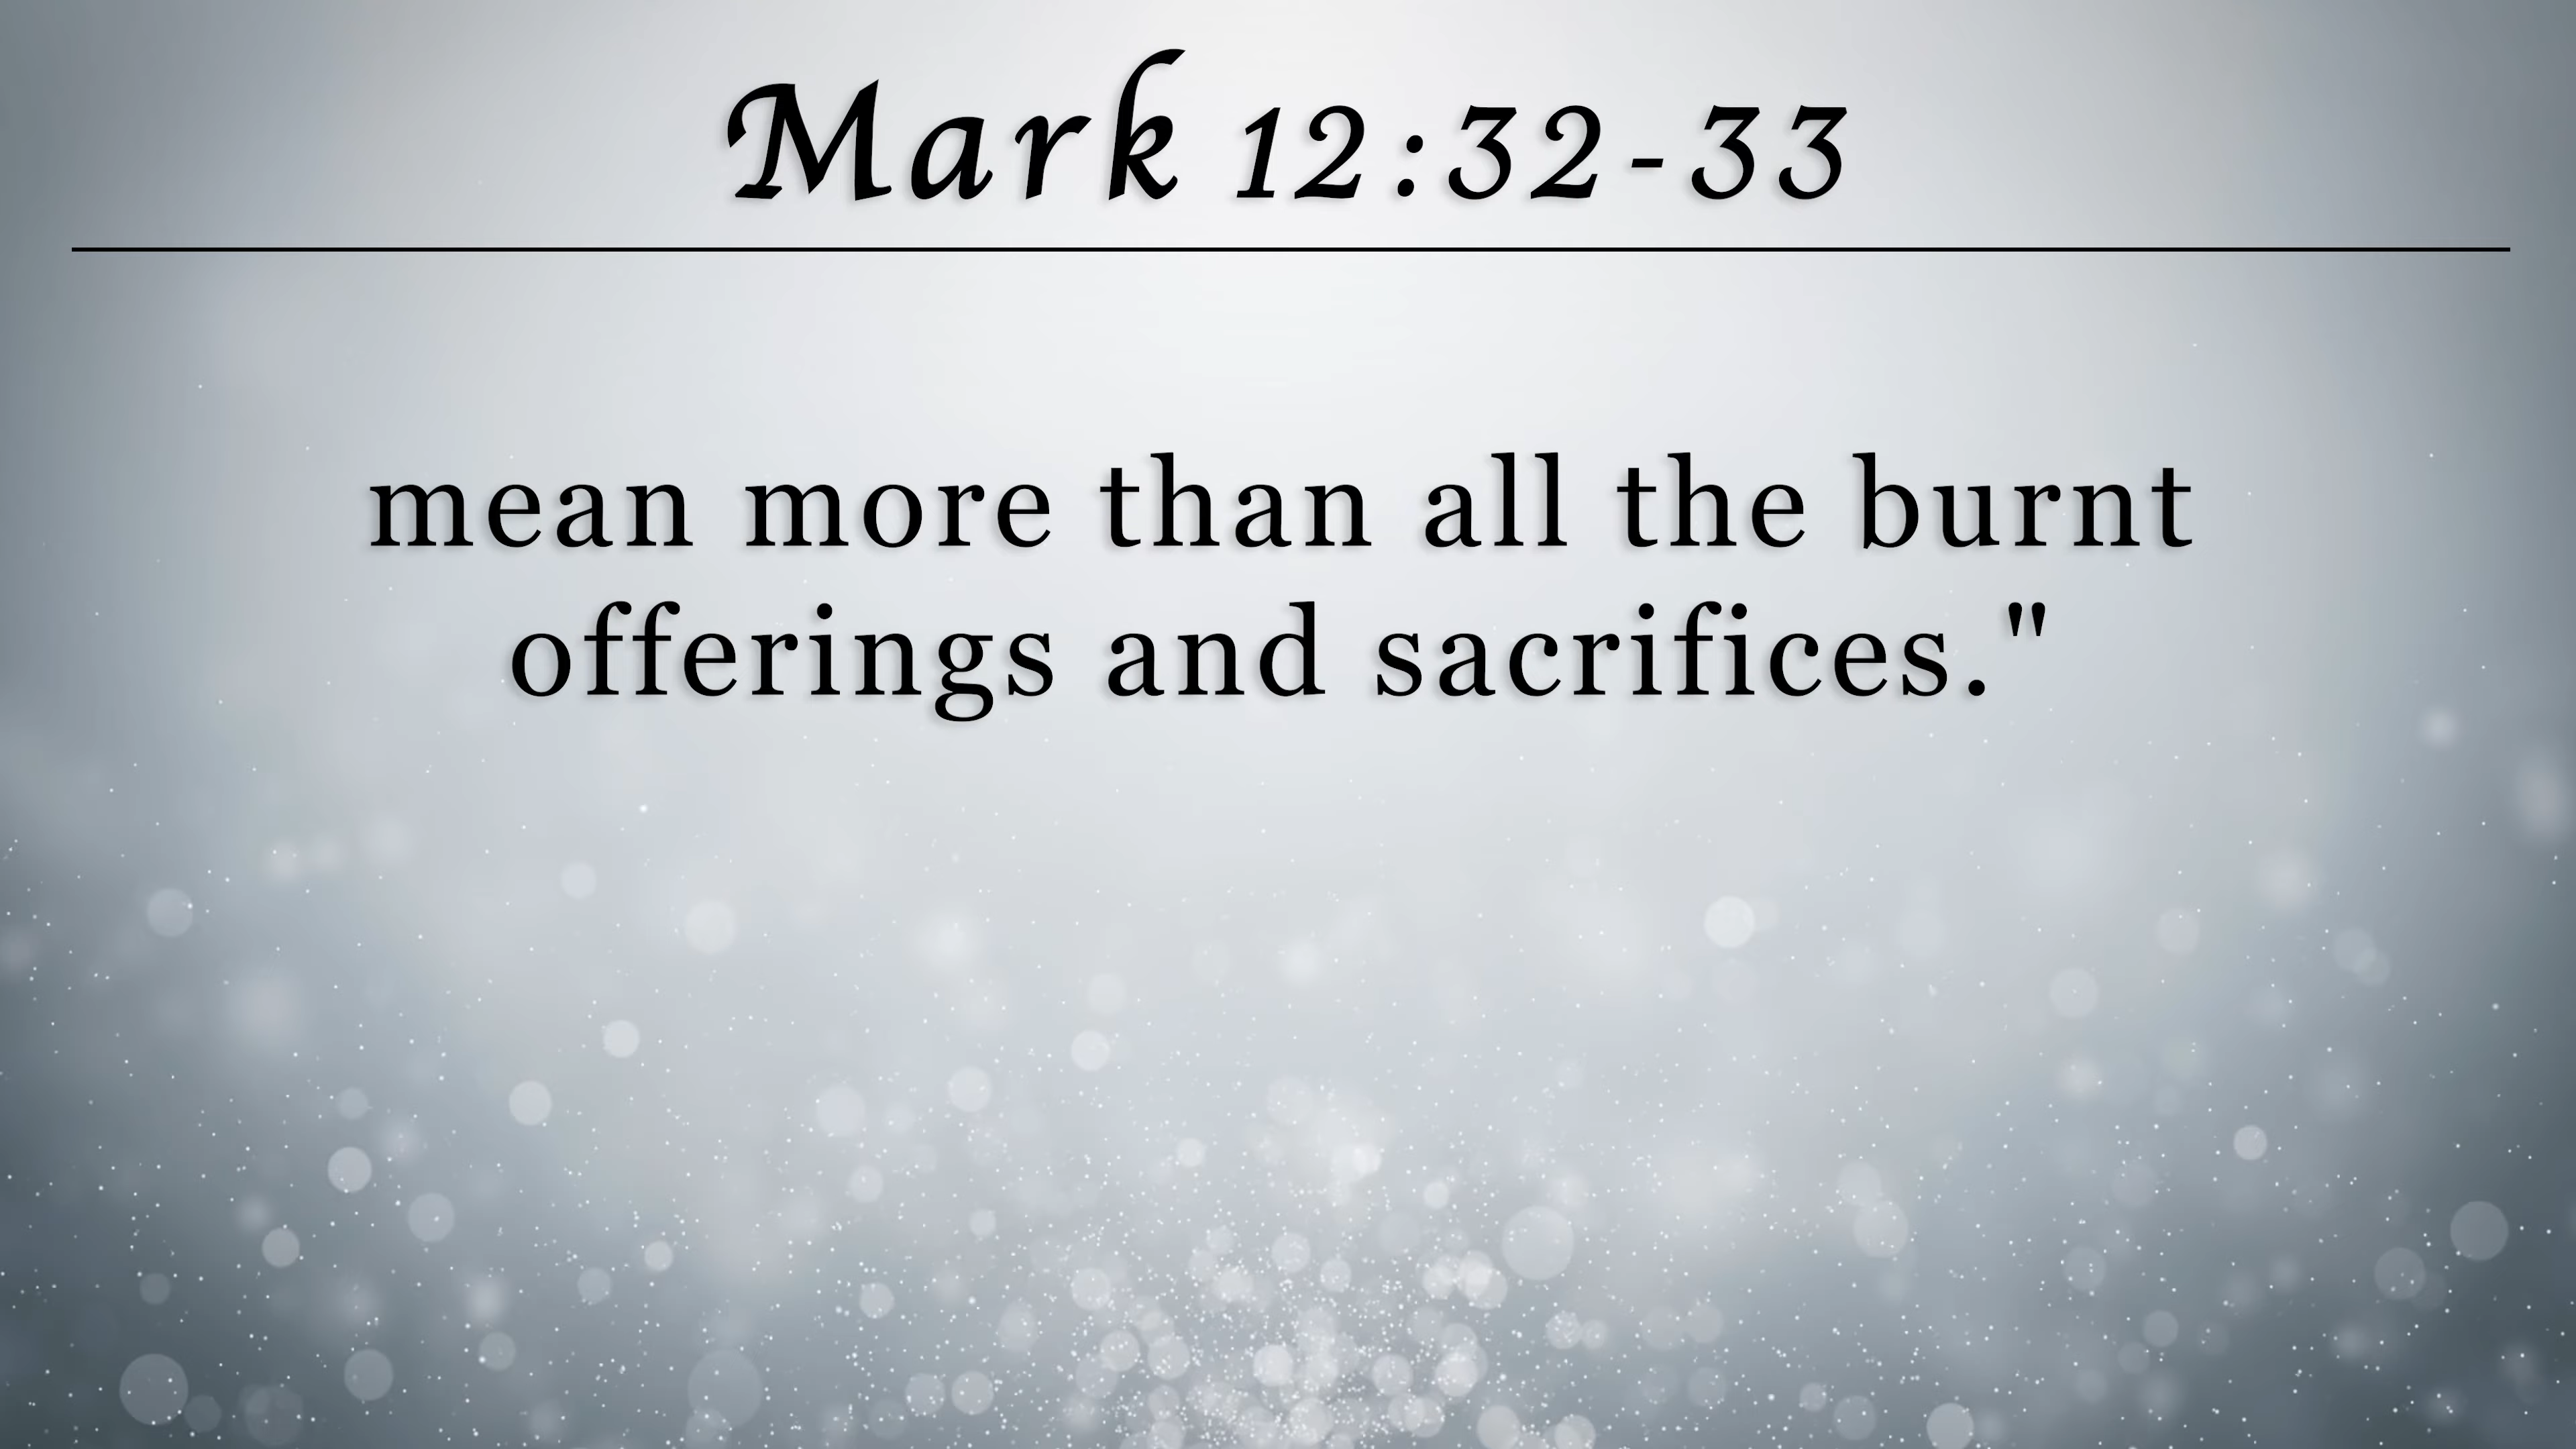 Mark 12:32-33
mean more than all the burnt
offerings and sacrifices."